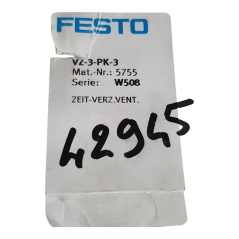 FESTO
VZ-3-PK-3
Mat.-Nr.: 5755
Serie: W508
ZEIT-VERZ.VENT.
42945